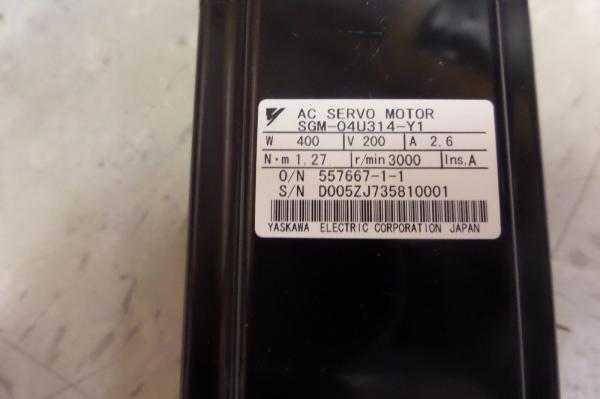 AC SERVO MOTOR
SGM-04U314-Y1
W 400 V 200 A 2.6
N·m 1.27 r/min 3000 Ins. A
O/N 557667-1-1
S/N D005ZJ735810001
YASKAWA ELECTRIC CORPORATION JAPAN